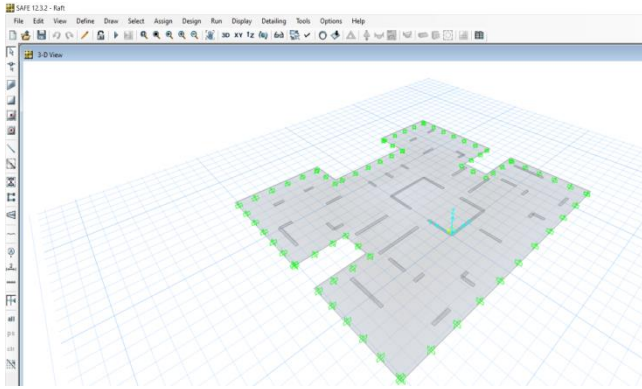 SAFE 12.3.2 - Raft
File Edit View Define Draw Select Assign Design Run Display Detailing Tools Options Help
3D XY
3-D View
all